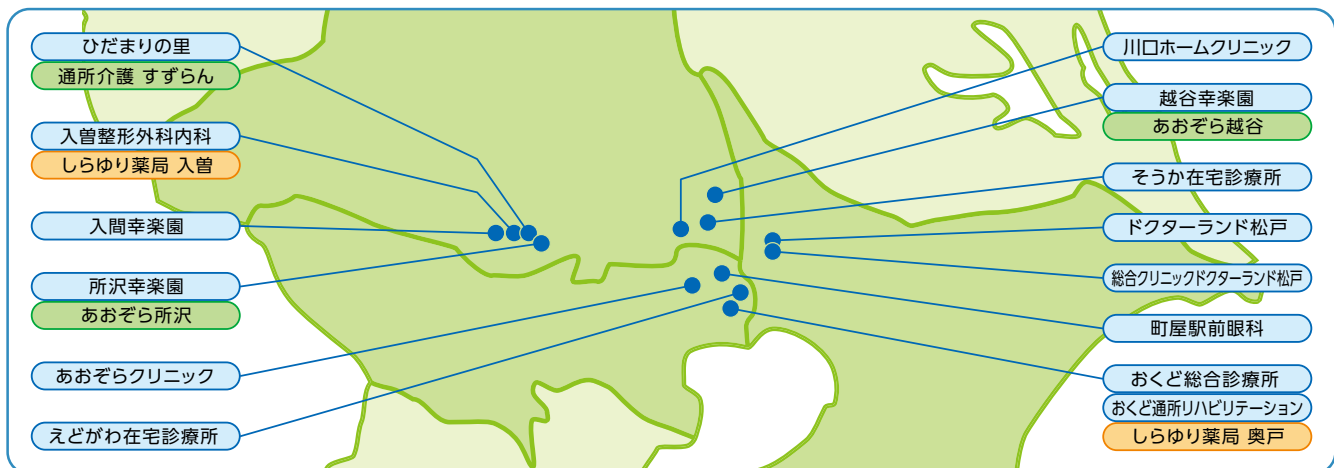 ひだまりの里
通所介護 すずらん
入曽整形外科内科
しらゆり薬局 入曽
入間幸楽園
所沢幸楽園
あおぞら所沢
あおぞらクリニック
えどがわ在宅診療所
川口ホームクリニック
越谷幸楽園
あおぞら越谷
そうか在宅診療所
ドクターランド松戸
総合クリニックドクターランド松戸
町屋駅前眼科
おくど総合診療所
おくど通所リハビリテーション
しらゆり薬局 奥戸